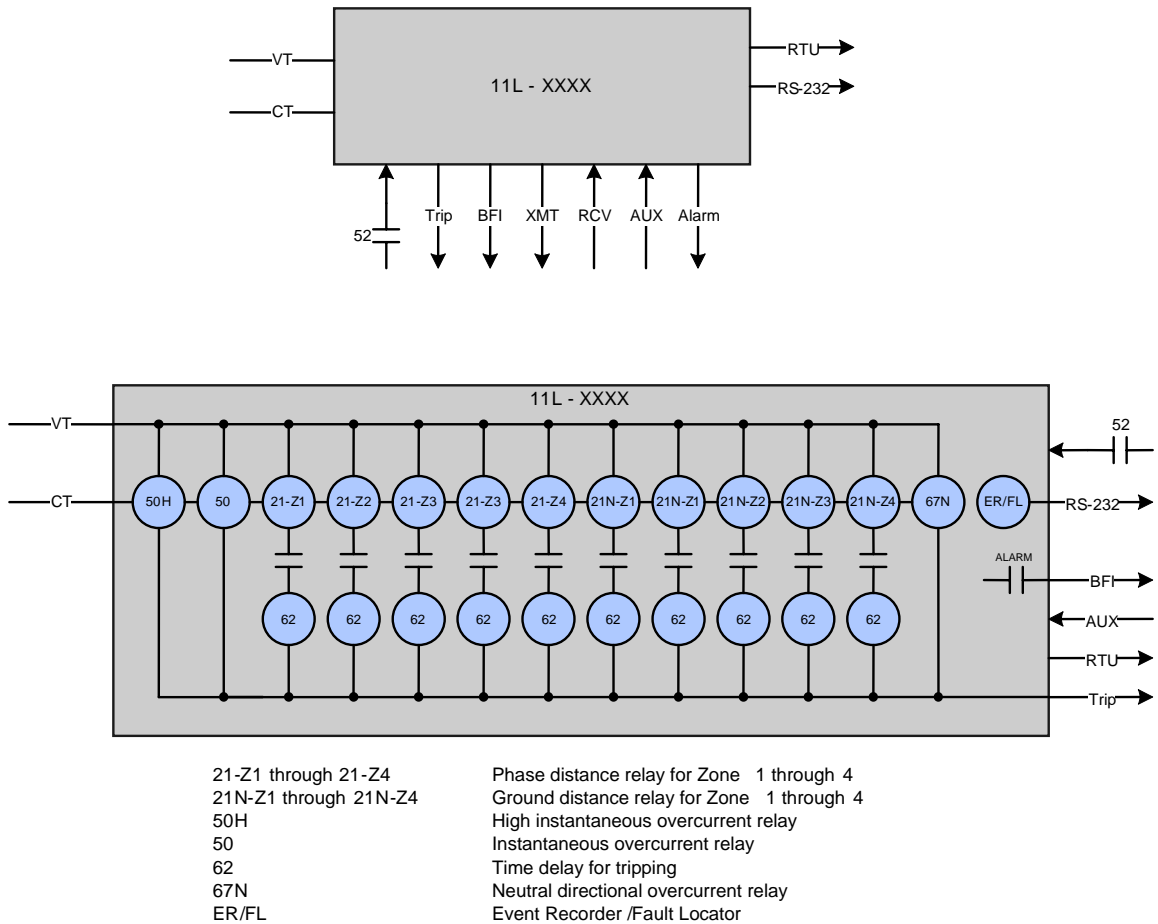 VT
CT
11L - XXXX
RTU
RS-232
52
Trip
BFI
XMT
RCV
AUX
Alarm
11L - XXXX
VT
CT
50H
50
21-Z1
21-Z2
21-Z3
21-Z3
21-Z4
21N-Z1
21N-Z1
21N-Z2
21N-Z3
21N-Z4
67N
ER/FL
62
62
62
62
62
62
62
62
62
62
52
RS-232
ALARM
BFI
AUX
RTU
Trip
21-Z1 through 21-Z4 Phase distance relay for Zone 1 through 4
21N-Z1 through 21N-Z4 Ground distance relay for Zone 1 through 4
50H High instantaneous overcurrent relay
50 Instantaneous overcurrent relay
62 Time delay for tripping
67N Neutral directional overcurrent relay
ER/FL Event Recorder /Fault Locator